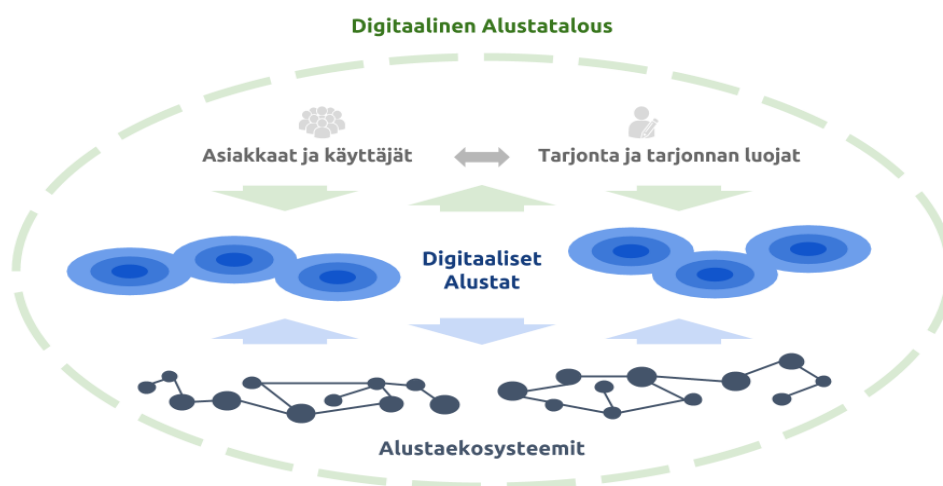 Digitaalinen Alustatalous
Asiakkaat ja käyttäjät
Tarjonta ja tarjonnan luojat
Digitaaliset
Alustat
Alustaekosysteemit